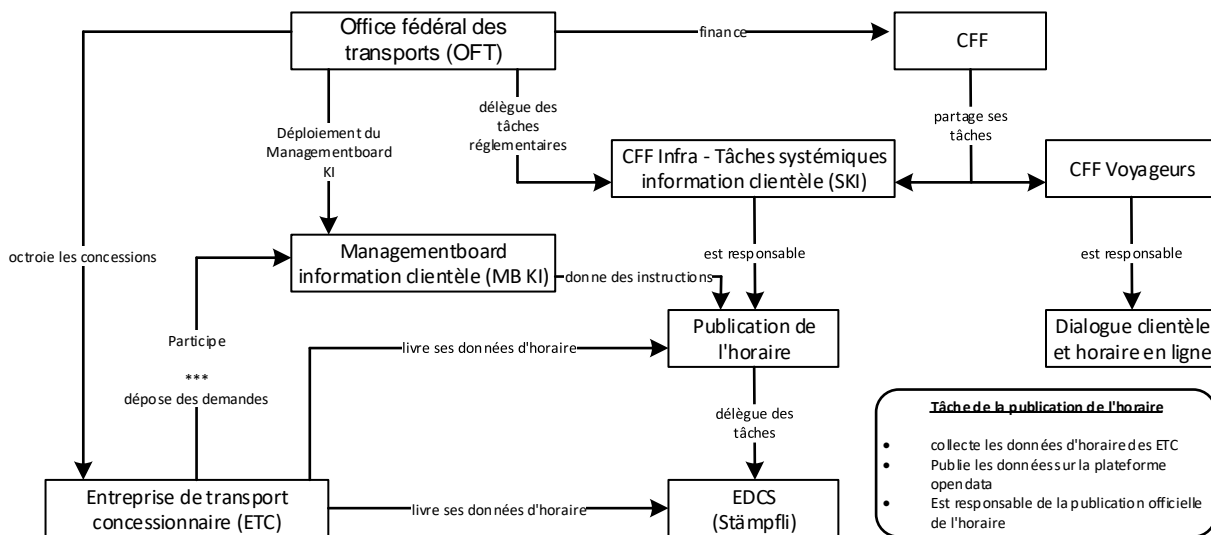 Office fédéral des
transports (OFT)
finance
CFF
Déploiement du
Managementboard
KI
délègue des
tâches
réglementaires
partage ses
tâches
CFF Infra - Tâches systémiques
information clientèle (SKI)
CFF Voyageurs
octroie les concessions
Managementboard
information clientèle (MB KI)
donne des instructions
est responsable
est responsable
Participe
***
dépose des demandes
livre ses données d'horaire
Publication de
l'horaire
Dialogue clientèle
et horaire en ligne
délègue des
tâches
Entreprise de transport
concessionnaire (ETC)
livre ses données d'horaire
EDCS
(Stämpfli)
Tâche de la publication de l'horaire
• collecte les données d'horaire des ETC
• Publie les données sur la plateforme
opendata
• Est responsable de la publication officielle
de l'horaire